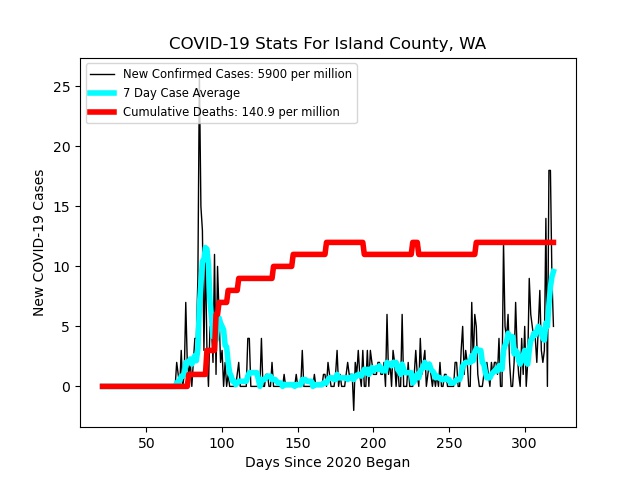 COVID-19 Stats For Island County, WA
New Confirmed Cases: 5900 per million
7 Day Case Average
Cumulative Deaths: 140.9 per million
New COVID-19 Cases
25
20
15
10
5
0
50
100
150
200
250
300
Days Since 2020 Began